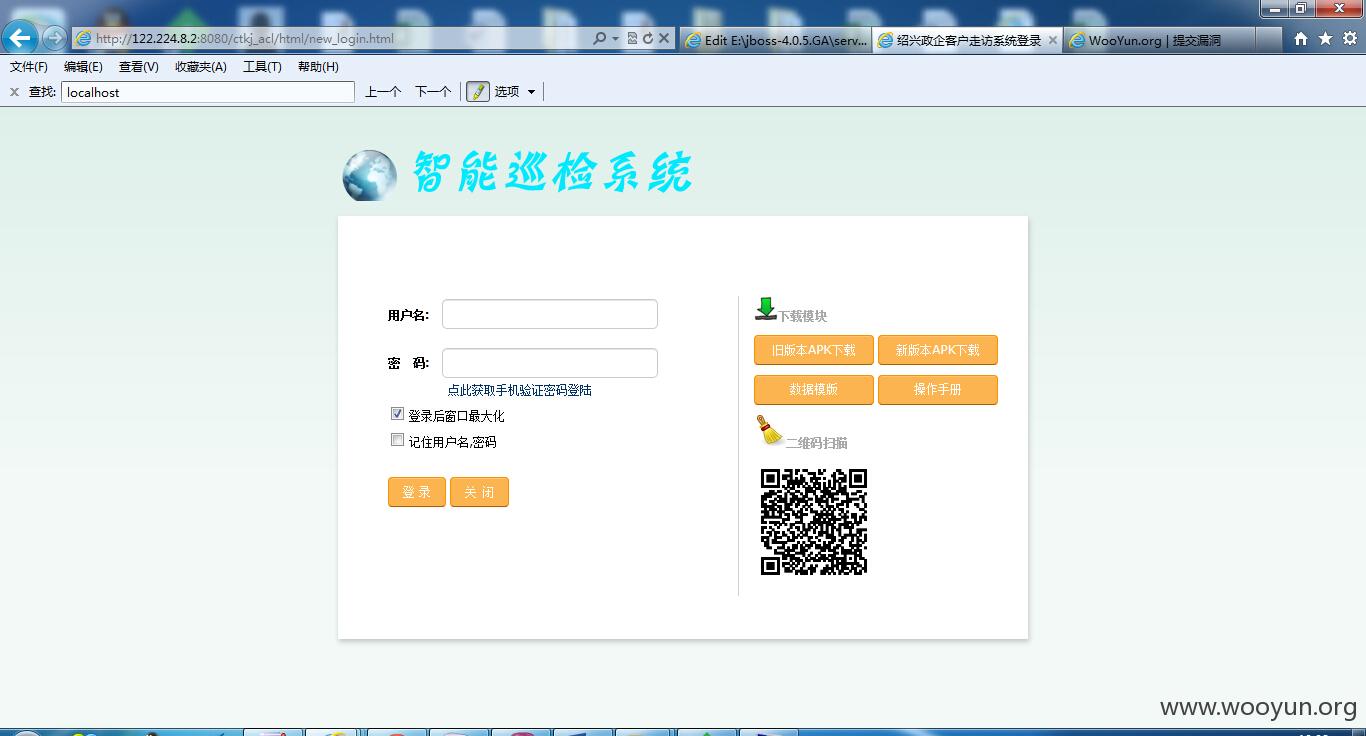 http://122.224.8.2:8080/ctkj_acl/html/new_login.html
Edit E:\jboss-4.0.5.GA\serv...
绍兴政企客户走访系统登录
WooYun.org | 提交漏洞
文件(F) 编辑(E) 查看(V) 收藏夹(A) 工具(T) 帮助(H)
查找: localhost 上一个 下一个 选项
智能巡检系统
用户名:
密 码:
点此获取手机验证密码登陆
登录后窗口最大化
记住用户名,密码
登 录 关 闭
下载模块
旧版本APK下载 新版本APK下载
数据模版 操作手册
二维码扫描
www.wooyun.org